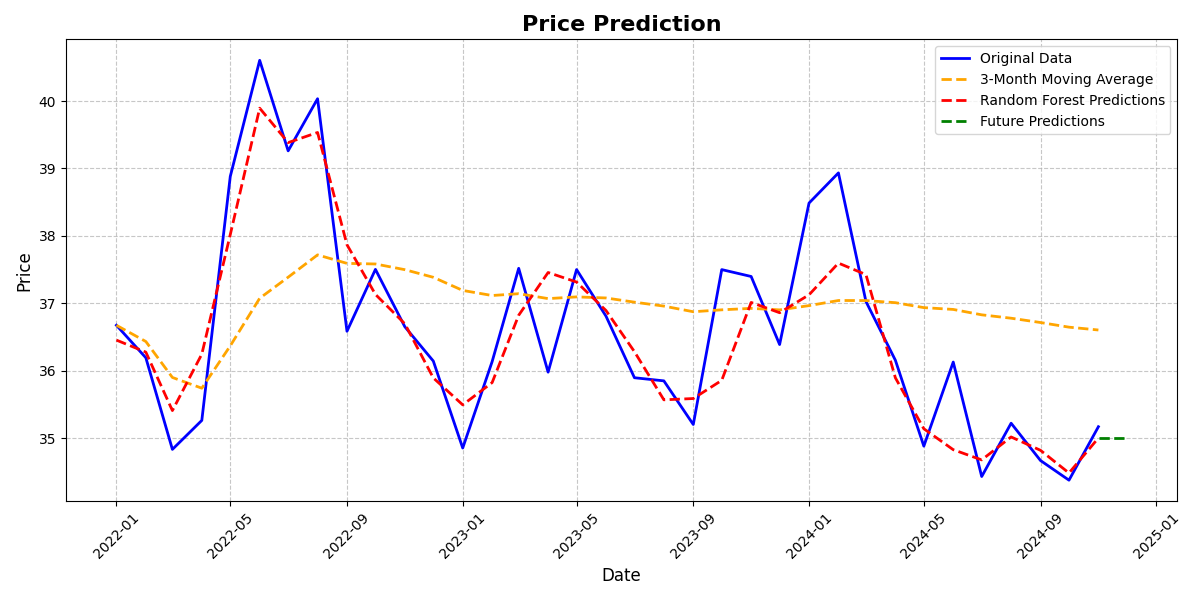 Price Prediction
Original Data
3-Month Moving Average
Random Forest Predictions
Future Predictions
Price
40
39
38
37
36
35
2022-01
2022-05
2022-09
2023-01
2023-05
2023-09
2024-01
2024-05
2024-09
2025-01
Date